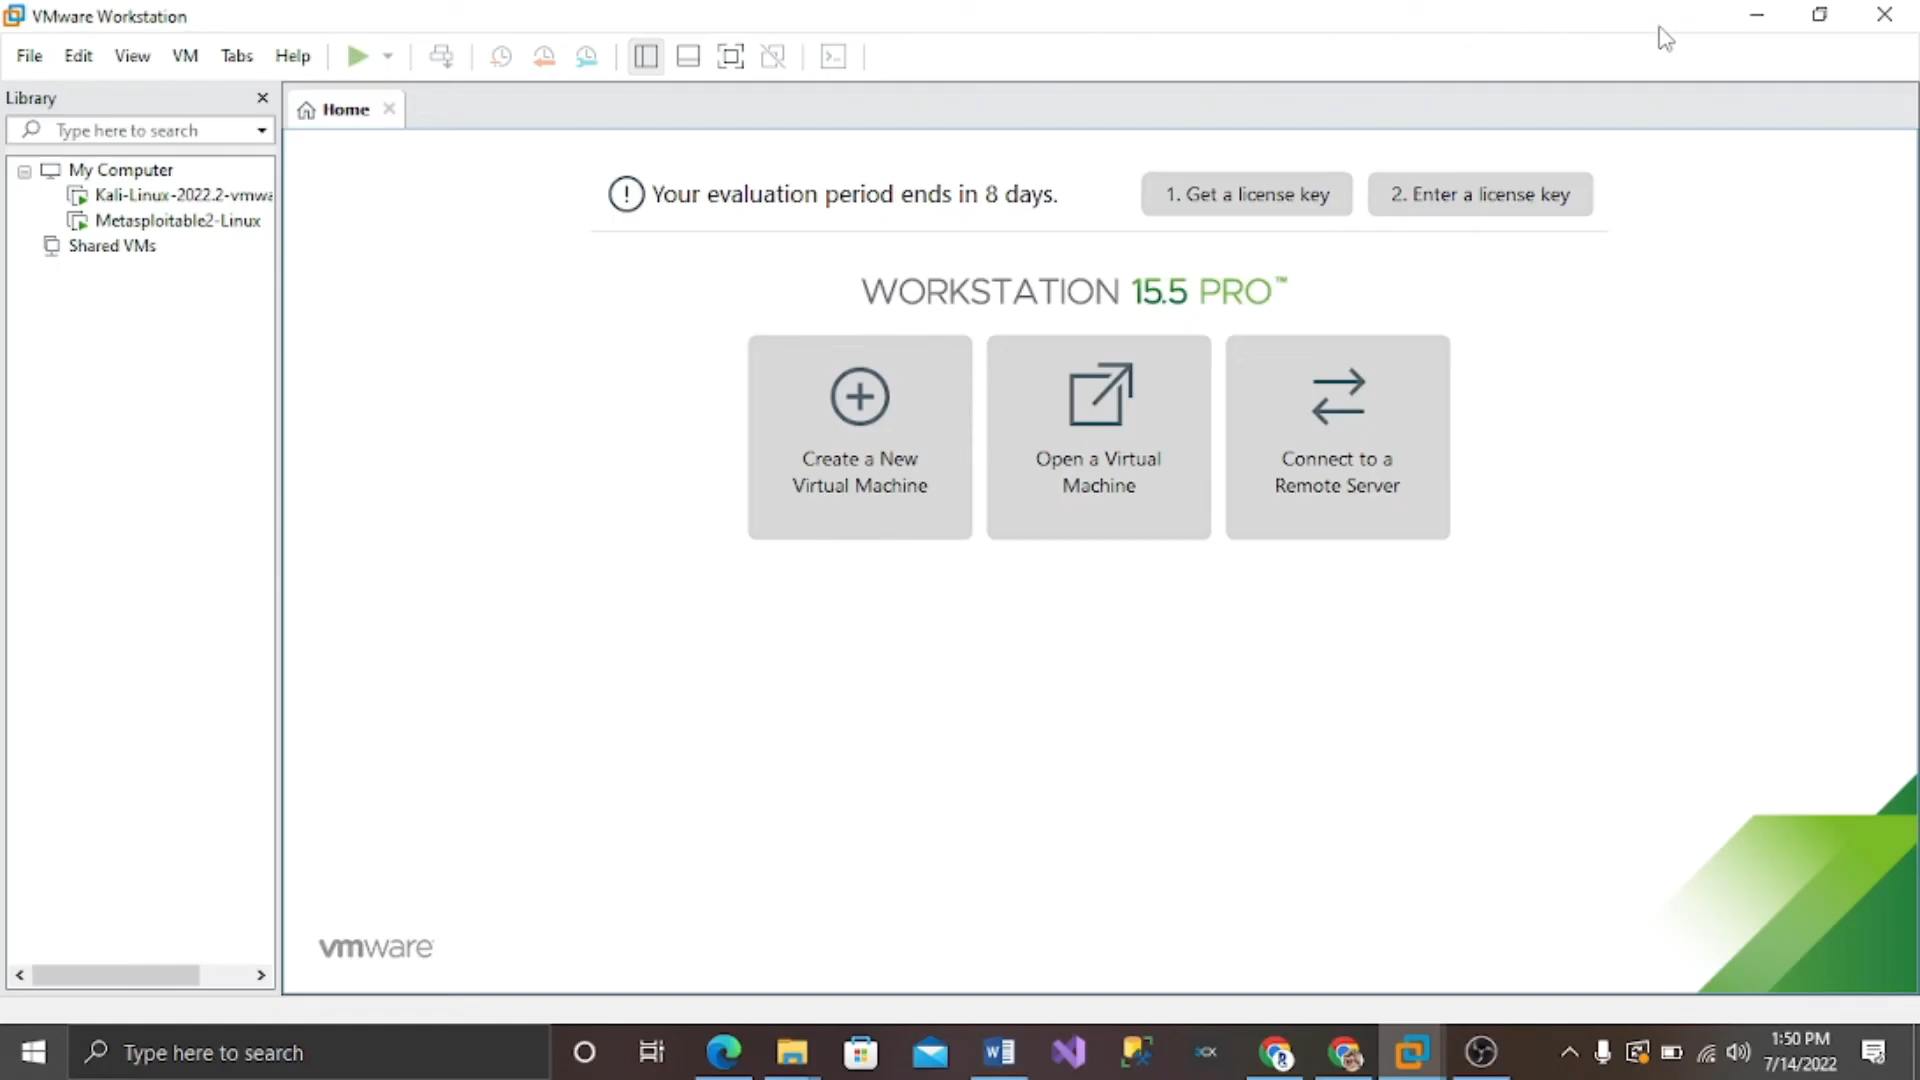 VMware Workstation
File Edit View VM Tabs Help
Library
Type here to search
Home
My Computer
Kali-Linux-2022.2-vmwa
Metasploitable2-Linux
Shared VMs
Your evaluation period ends in 8 days.
1. Get a license key
2. Enter a license key
WORKSTATION 15.5 PRO™
Create a New
Virtual Machine
Open a Virtual
Machine
Connect to a
Remote Server
vmware
Type here to search
1:50 PM
7/14/2022